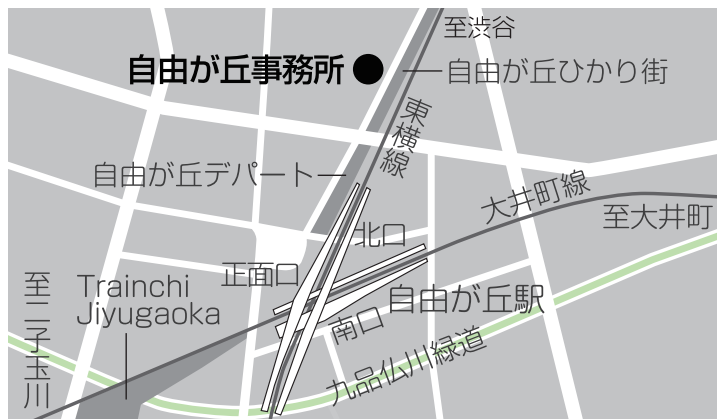 至渋谷
自由が丘事務所
自由が丘ひかり街
東横線
自由が丘デパート
大井町線
至大井町
北口
正面口
至二子玉川
Trainchi
Jiyugaoka
自由が丘駅
南口
九品仏川緑道